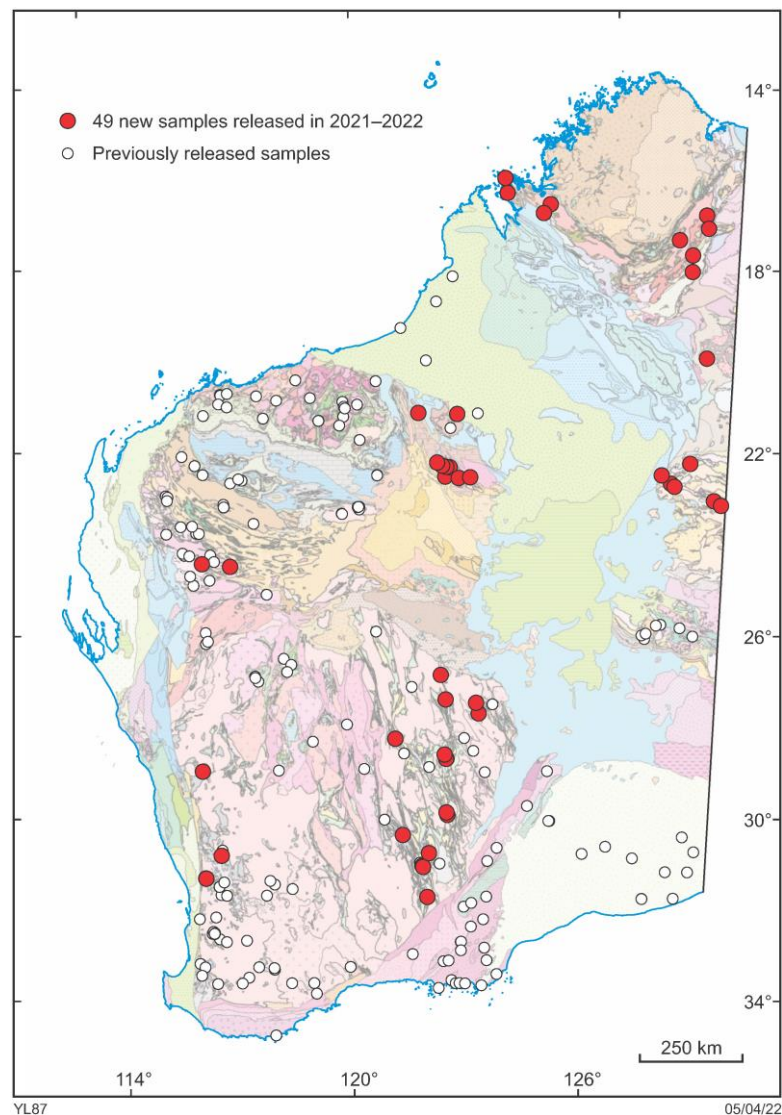 49 new samples released in 2021–2022
Previously released samples
14°
18°
22°
26°
30°
34°
250 km
114°
120°
126°
YL87
05/04/22